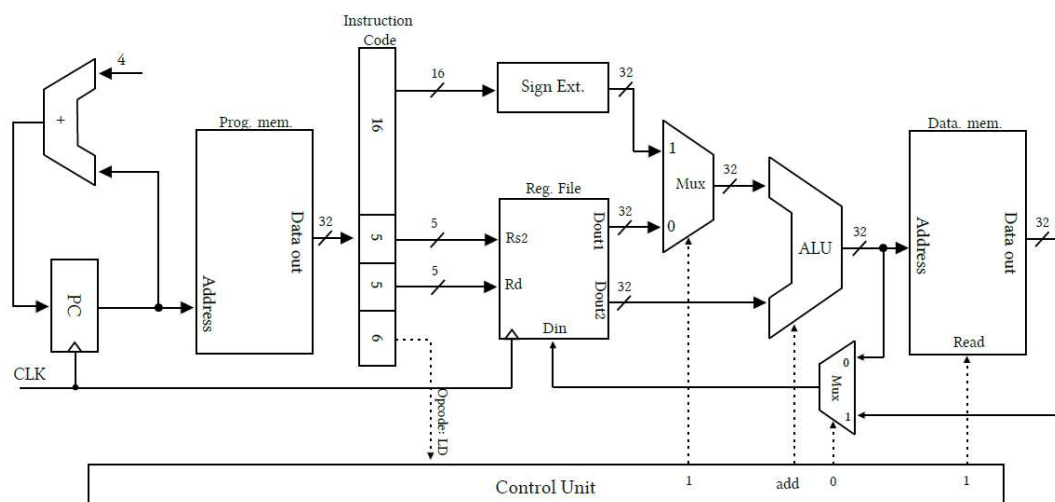 Instruction
Code
4
+
PC
CLK
Prog. mem.
Address
Data out
32
16
5
5
6
Opcode: LD
16
5
5
Sign Ext.
32
Reg. File
Rs2
Rd
Dout1
Dout2
Din
32
32
1
Mux
0
32
ALU
32
Data. mem.
Address
Data out
Read
32
0
Mux
1
Control Unit
1
add
0
1